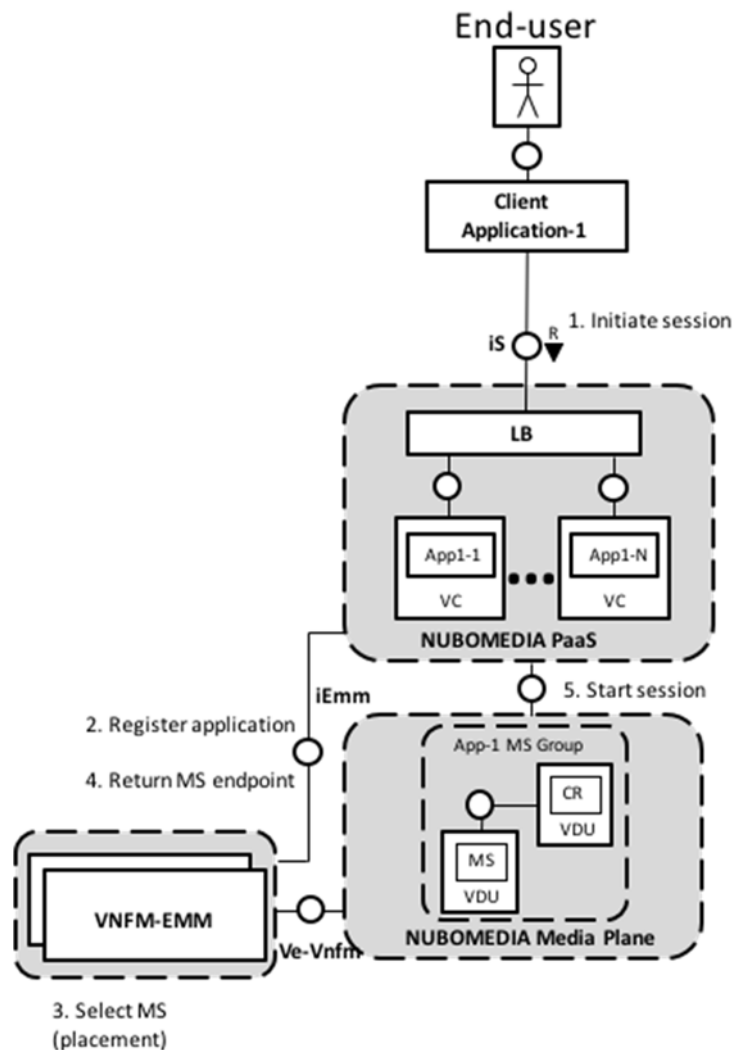 End-user
Client
Application-1
1. Initiate session
R
iS
LB
App1-1
App1-N
VC
VC
NUBOMEDIA PaaS
iEmm
5. Start session
2. Register application
4. Return MS endpoint
App-1 MS Group
CR
VDU
MS
VDU
VNFM-EMM
NUBOMEDIA Media Plane
Ve-Vnfm
3. Select MS
(placement)